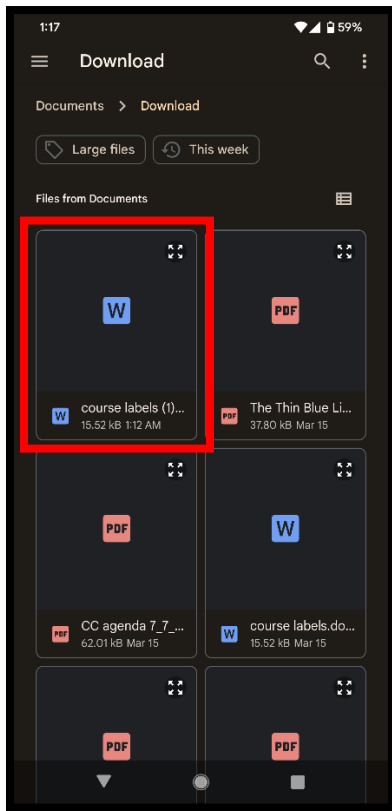 1:17
59%
Download
Documents > Download
Large files
This week
Files from Documents
W
PDF
W course labels (1)...
15.52 kB 1:12 AM
PDF The Thin Blue Li...
37.80 kB Mar 15
PDF
W
PDF CC agenda 7_7_...
62.01 kB Mar 15
W course labels.do...
15.52 kB Mar 15
PDF
PDF